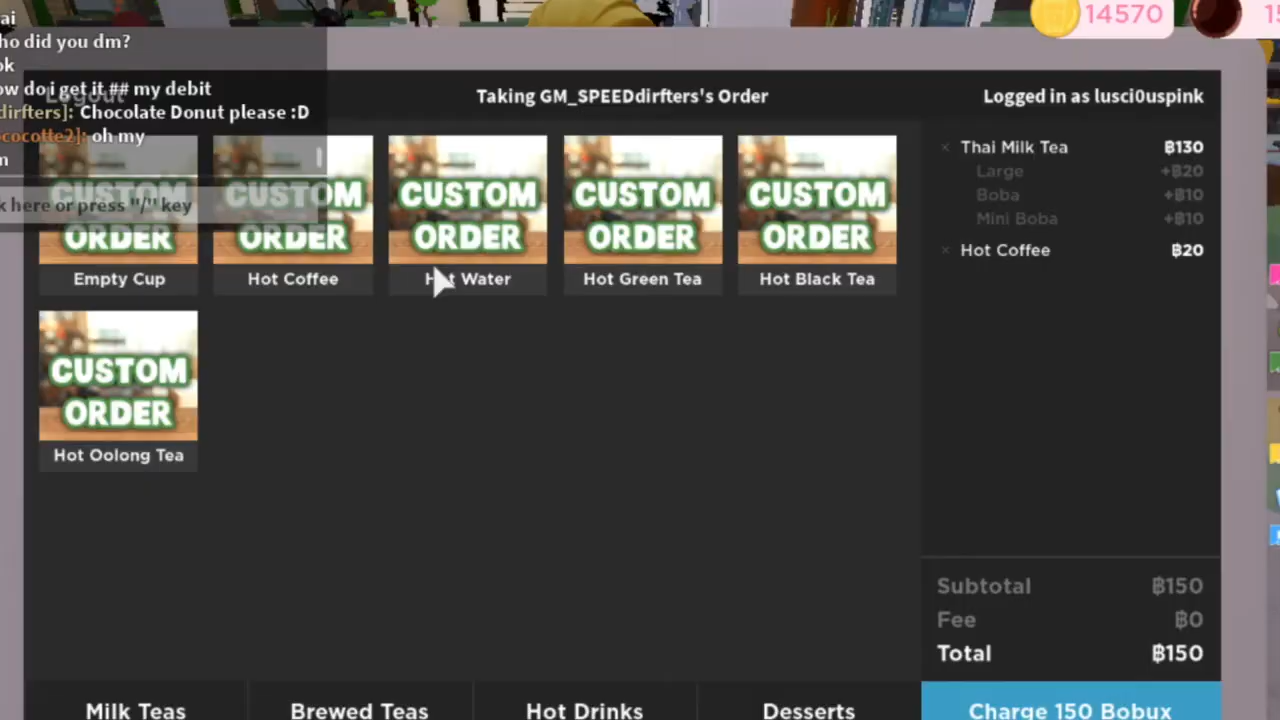 ai
ho did you dm?
ok
ow do i get it ## my debit
Logout
dirfters]: Chocolate Donut please :D
cocotte2]: oh my
m
k here or press "/" key
14570
15
Taking GM_SPEEDdirfters's Order
Logged in as lusci0uspink
CUSTOM ORDER
Empty Cup
CUSTOM ORDER
Hot Coffee
CUSTOM ORDER
Hot Water
CUSTOM ORDER
Hot Green Tea
CUSTOM ORDER
Hot Black Tea
CUSTOM ORDER
Hot Oolong Tea
× Thai Milk Tea ฿130
Large +฿20
Boba +฿10
Mini Boba +฿10
× Hot Coffee ฿20
Subtotal ฿150
Fee ฿0
Total ฿150
Milk Teas
Brewed Teas
Hot Drinks
Desserts
Charge 150 Bobux